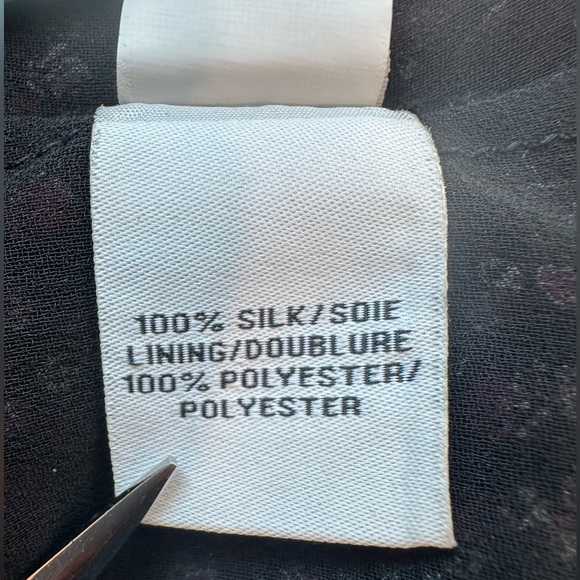 100% SILK/SOIE
LINING/DOUBLURE
100% POLYESTER/
POLYESTER